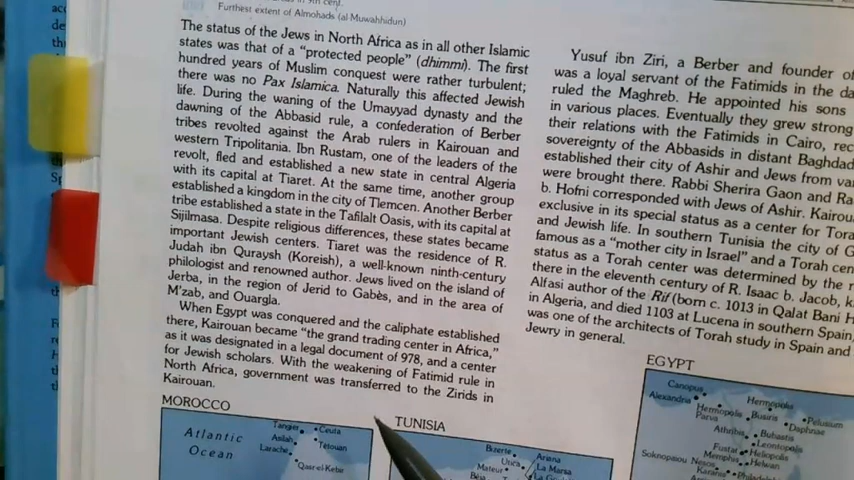 Furthest extent of Almohads (al-Muwahhidun)
The status of the Jews in North Africa as in all other Islamic
states was that of a “protected people” (dhimmi). The first
hundred years of Muslim conquest were rather turbulent;
there was no Pax Islamica. Naturally this affected Jewish
life. During the waning of the Umayyad dynasty and the
dawning of the Abbasid rule, a confederation of Berber
tribes revolted against the Arab rulers in Kairouan and
western Tripolitania. Ibn Rustam, one of the leaders of the
revolt, fled and established a new state in central Algeria
with its capital at Tiaret. At the same time, another group
established a kingdom in the city of Tlemcen. Another Berber
tribe established a state in the Tafilalt Oasis, with its capital at
Sijilmasa. Despite religious differences, these states became
important Jewish centers. Tiaret was the residence of R.
Judah ibn Quraysh (Koreish), a well-known ninth-century
philologist and renowned author. Jews lived on the island of
Jerba, in the region of Jerid to Gabès, and in the area of
M'zab, and Ouargla.
When Egypt was conquered and the caliphate established
there, Kairouan became “the grand trading center in Africa,”
as it was designated in a legal document of 978, and a center
for Jewish scholars. With the weakening of Fatimid rule in
North Africa, government was transferred to the Zirids in
Kairouan.
Yusuf ibn Ziri, a Berber and founder of
was a loyal servant of the Fatimids in the
ruled the Maghreb. He appointed his sons
in various places. Eventually they grew strong
their relations with the Fatimids in Cairo,
sovereignty of the Abbasids in distant Baghdad
established their city of Ashir and Jews from
were brought there. Rabbi Sherira Gaon and
b. Hofni corresponded with Jews of Ashir.
exclusive in its special status as a center for
and Jewish life. In southern Tunisia the city of
famous as a “mother city in Israel” and a Torah
status as a Torah center was determined by the
there in the eleventh century of R. Isaac b. Jacob,
Alfasi author of the Rif (born c. 1013 in Qalat Bani
in Algeria, and died 1103 at Lucena in southern Spain,
was one of the architects of Torah study in Spain and
Jewry in general.
MOROCCO
Atlantic
Ocean
Tangier
Ceuta
Asilah
Tetouan
Larache
Qasr el-Kebir
TUNISIA
Bizerte
Ariana
Utica
La Marsa
Mateur
EGYPT
Canopus
Alexandria
Hermopolis
Hermopolis
Parva
Busiris
Pelusium
Daphnae
Athribis
Bubastis
Leontopolis
Fustat
Heliopolis
Memphis
Helwan
Soknopaiou Nesos
Karanis
Philadelphia